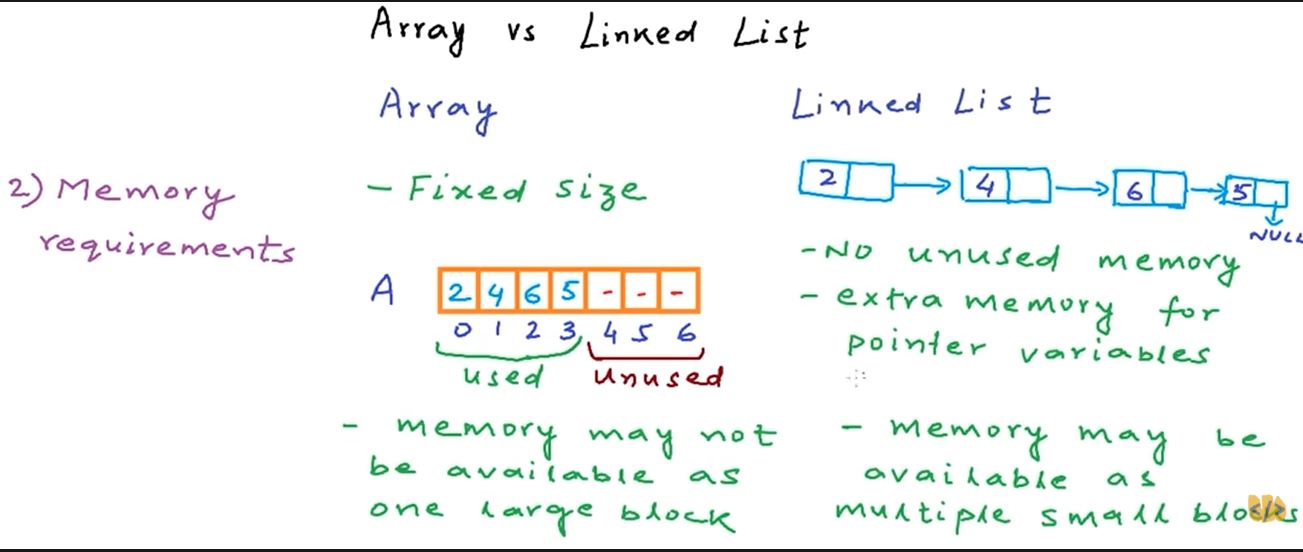 Array vs Linked List
Array
Linked List
2) Memory
requirements
- Fixed size
A
2 4 6 5 - - -
0 1 2 3 4 5 6
used unused
- memory may not
be available as
one large block
2 4 6 5
NULL
- NO unused memory
- extra memory for
pointer variables
- memory may be
available as
multiple small blocks